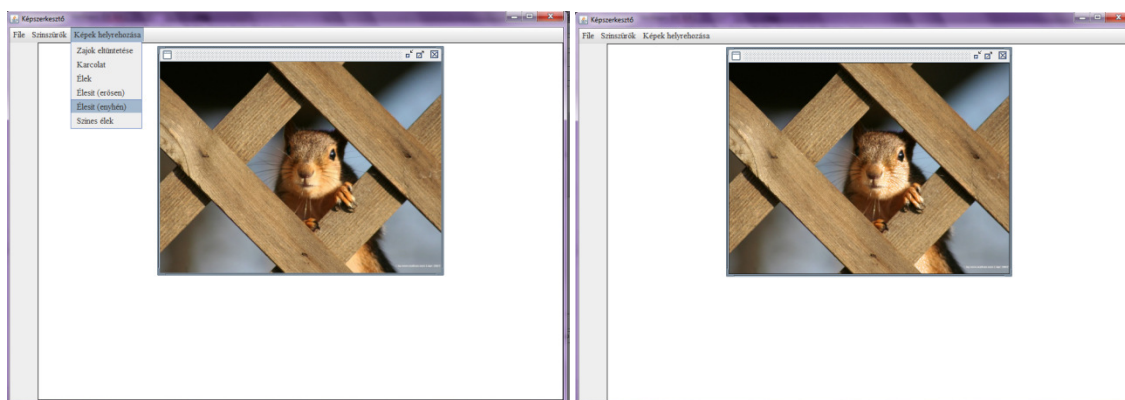 Képszerkesztő
File Színszűrők Képek helyrehozása
Zajok eltüntetése
Karcolat
Élek
Élesít (erősen)
Élesít (enyhén)
Színes élek
Képszerkesztő
File Színszűrők Képek helyrehozása